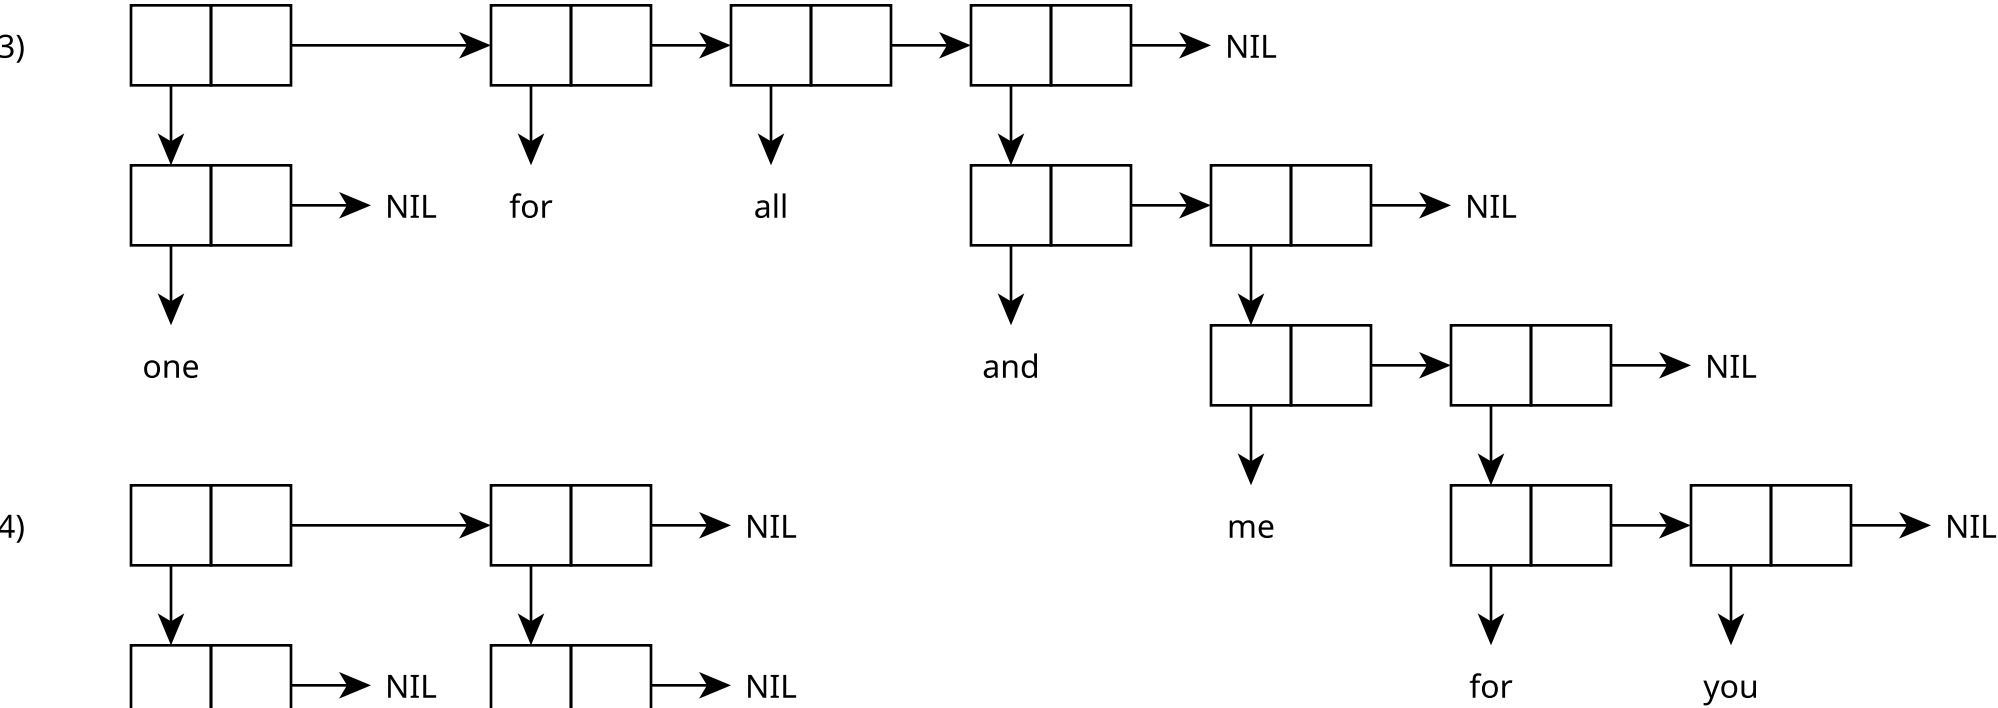 3) NIL
NIL for all NIL
one and NIL
4) NIL me NIL
NIL NIL for you